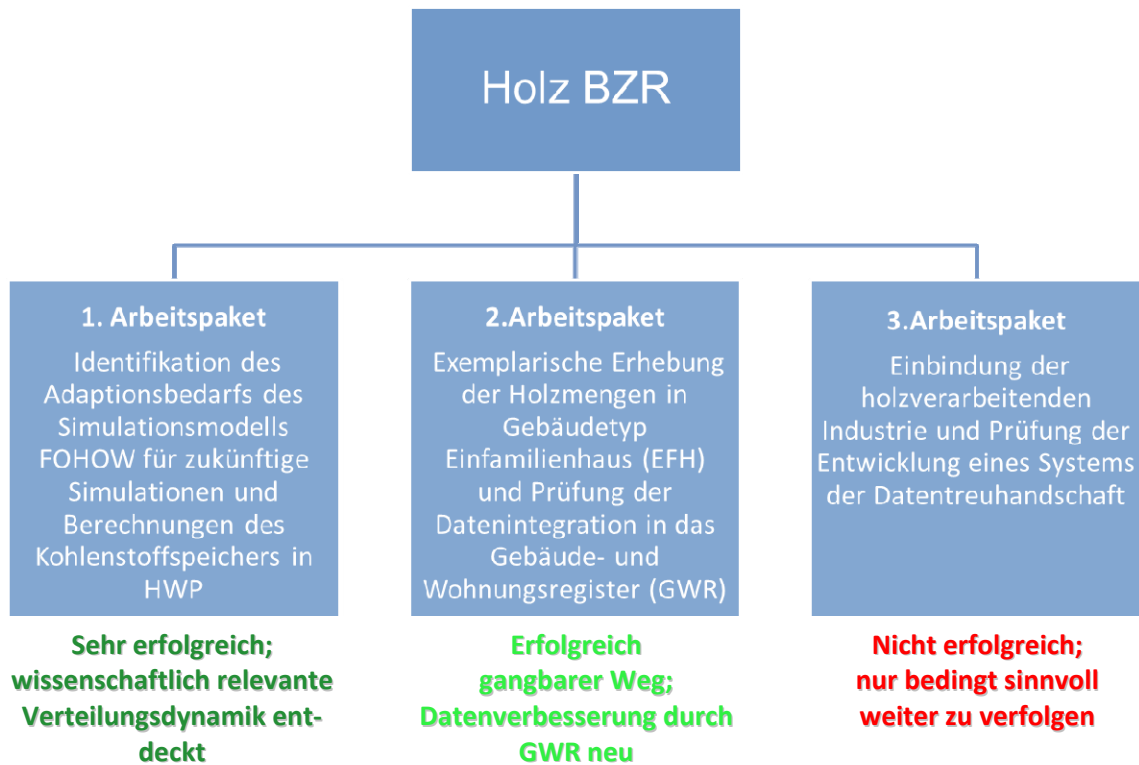 Holz BZR
1. Arbeitspaket
Identifikation des
Adaptionsbedarfs des
Simulationsmodells
FOHOW für zukünftige
Simulationen und
Berechnungen des
Kohlenstoffspeichers in
HWP
Sehr erfolgreich;
wissenschaftlich relevante
Verteilungsdynamik ent-
deckt
2.Arbeitspaket
Exemplarische Erhebung
der Holzmengen in
Gebäudetyp
Einfamilienhaus (EFH)
und Prüfung der
Datenintegration in das
Gebäude- und
Wohnungsregister (GWR)
Erfolgreich
gangbarer Weg;
Datenverbesserung durch
GWR neu
3.Arbeitspaket
Einbindung der
holzverarbeitenden
Industrie und Prüfung der
Entwicklung eines Systems
der Datentreuhandschaft
Nicht erfolgreich;
nur bedingt sinnvoll
weiter zu verfolgen